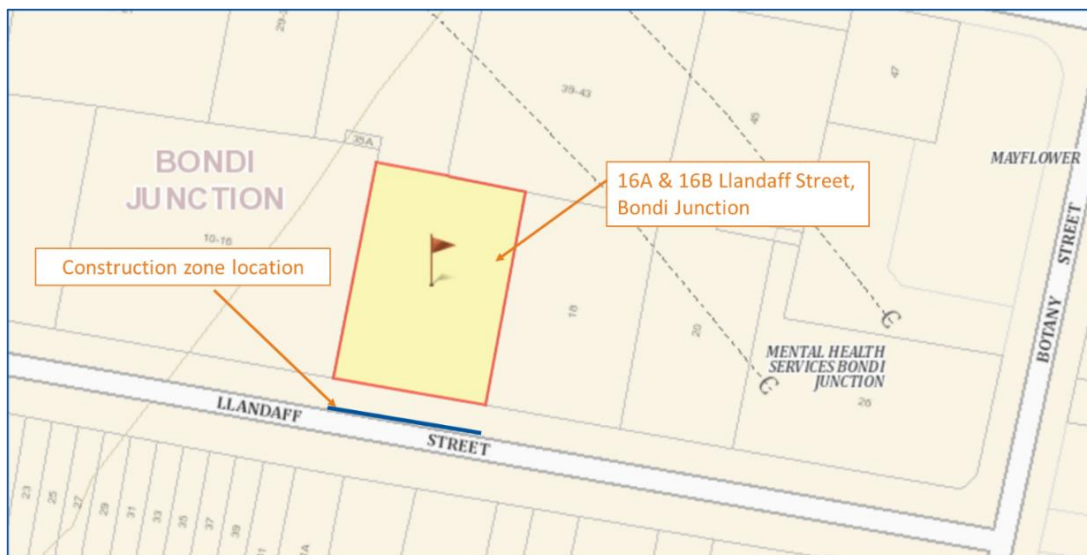 39-43
47
45
35A
MAYFLOWER
BONDI
JUNCTION
16A & 16B Llandaff Street,
Bondi Junction
10-16
Construction zone location
18
20
BOTANY STREET
MENTAL HEALTH
SERVICES BONDI
JUNCTION
26
LLANDAFF STREET
23
25
27
29
31
33
35
37
39